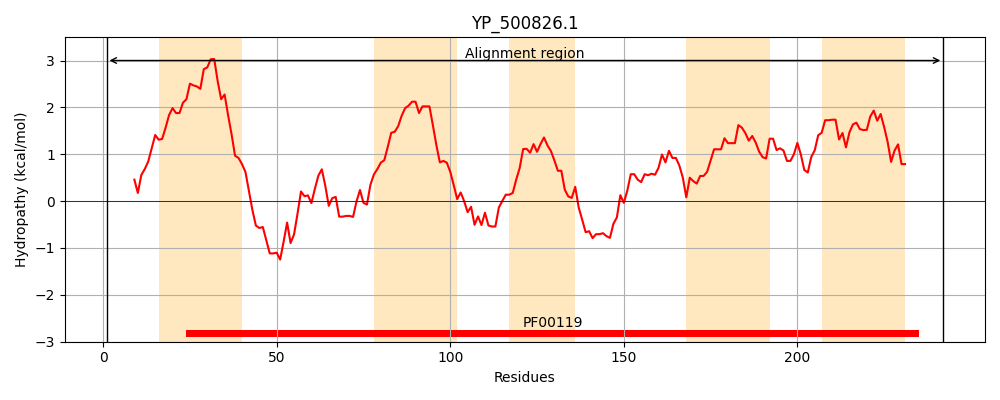 YP_500826.1
Alignment region
3
2
1
0
−1
−2
−3
Hydropathy (kcal/mol)
PF00119
0 50 100 150 200
Residues